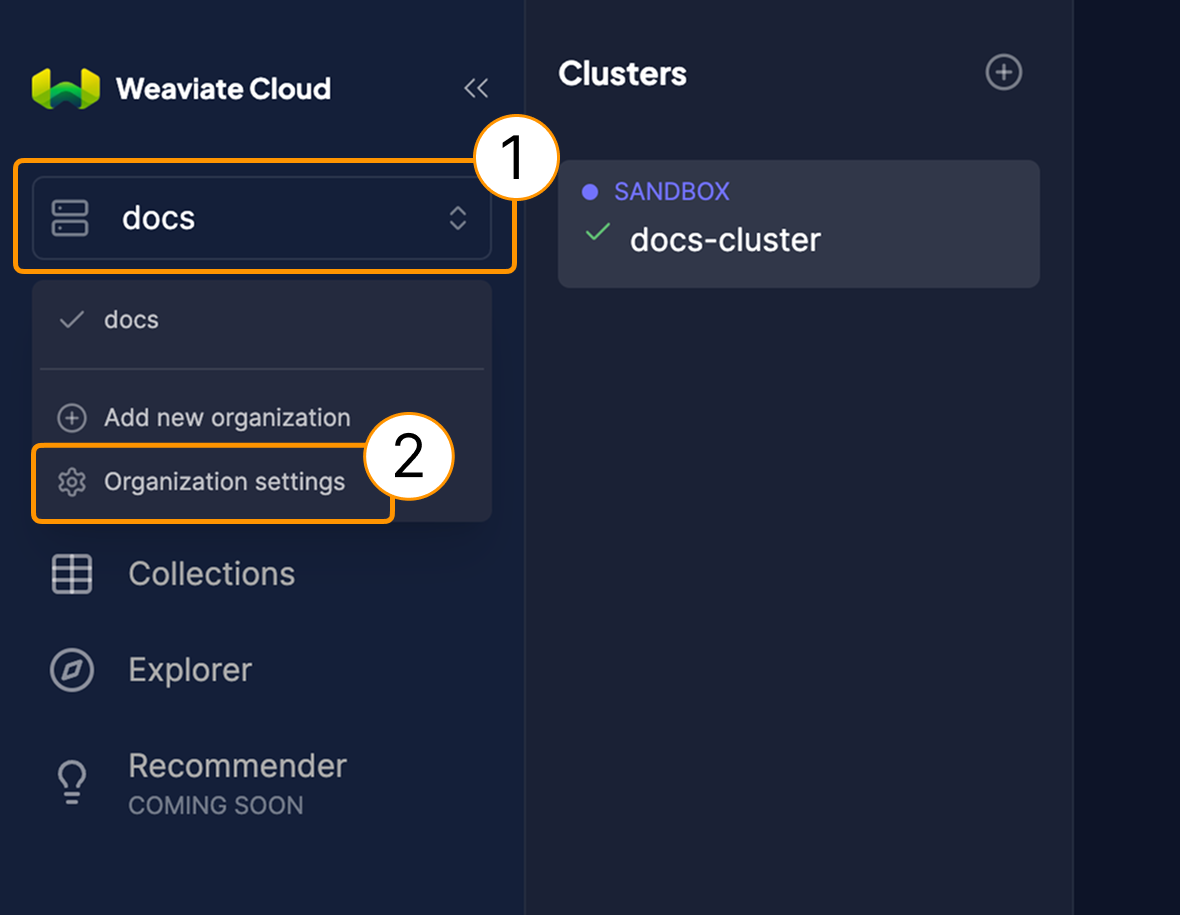 Weaviate Cloud
1
docs
docs
Add new organization
2
Organization settings
Collections
Explorer
Recommender
COMING SOON
Clusters
SANDBOX
docs-cluster